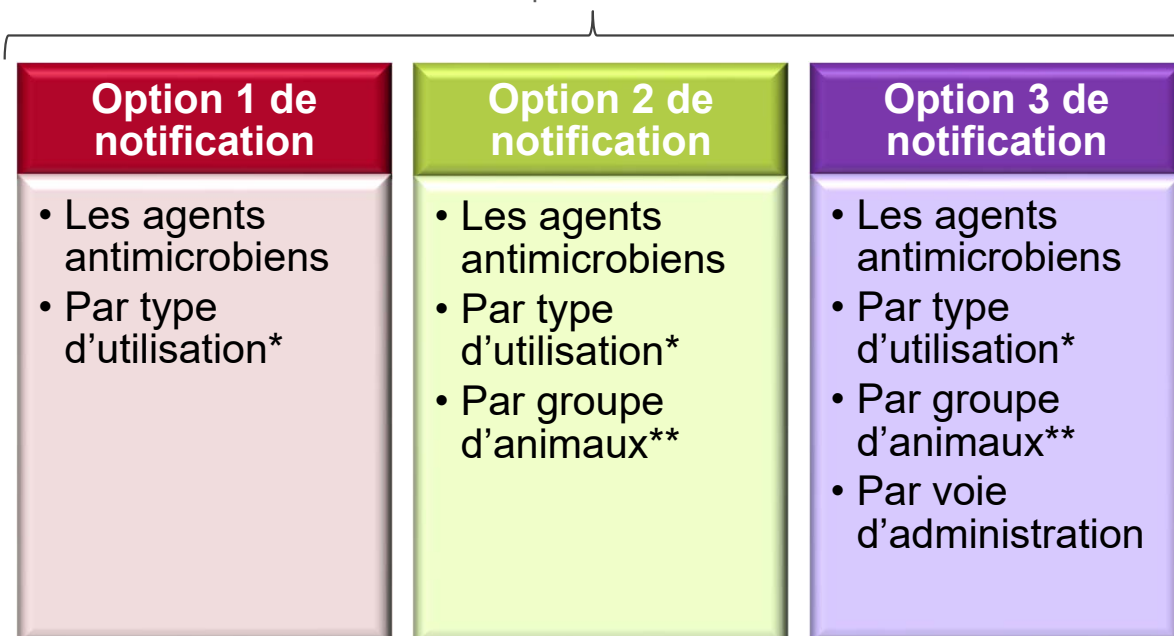 Option 1 de
notification
• Les agents
antimicrobiens
• Par type
d’utilisation*
Option 2 de
notification
• Les agents
antimicrobiens
• Par type
d’utilisation*
• Par groupe
d’animaux**
Option 3 de
notification
• Les agents
antimicrobiens
• Par type
d’utilisation*
• Par groupe
d’animaux**
• Par voie
d’administration